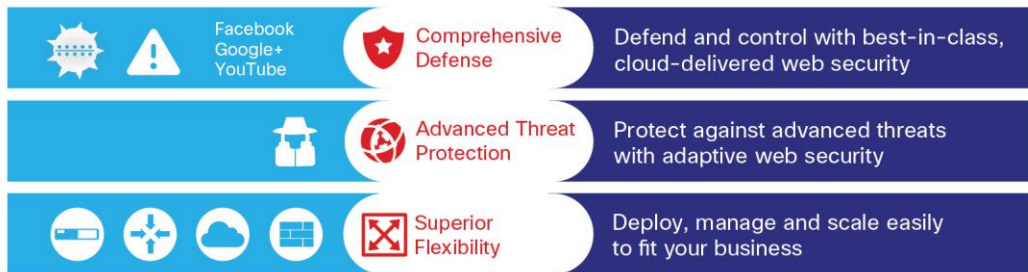 Facebook
Google+
YouTube
Comprehensive
Defense
Defend and control with best-in-class,
cloud-delivered web security
Advanced Threat
Protection
Protect against advanced threats
with adaptive web security
Superior
Flexibility
Deploy, manage and scale easily
to fit your business